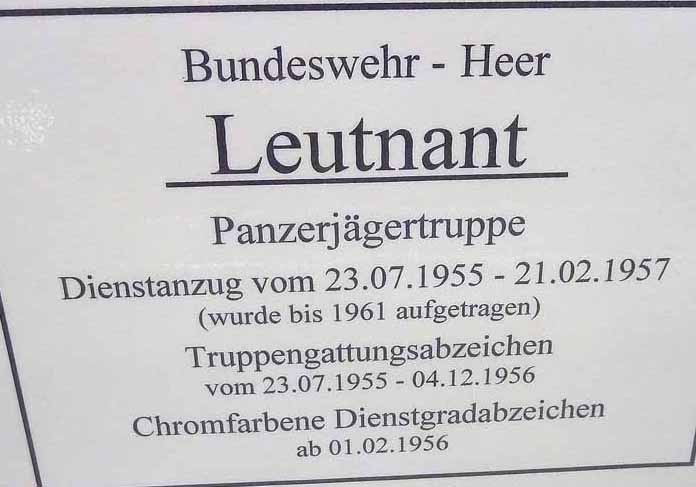 Bundeswehr - Heer
Leutnant
Panzerjägertruppe
Dienstanzug vom 23.07.1955 - 21.02.1957
(wurde bis 1961 aufgetragen)
Truppengattungsabzeichen
vom 23.07.1955 - 04.12.1956
Chromfarbene Dienstgradabzeichen
ab 01.02.1956